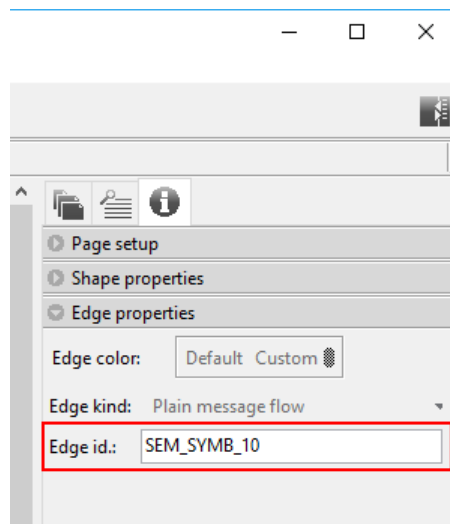 Page setup
Shape properties
Edge properties
Edge color: Default Custom
Edge kind: Plain message flow
Edge id.: SEM_SYMB_10